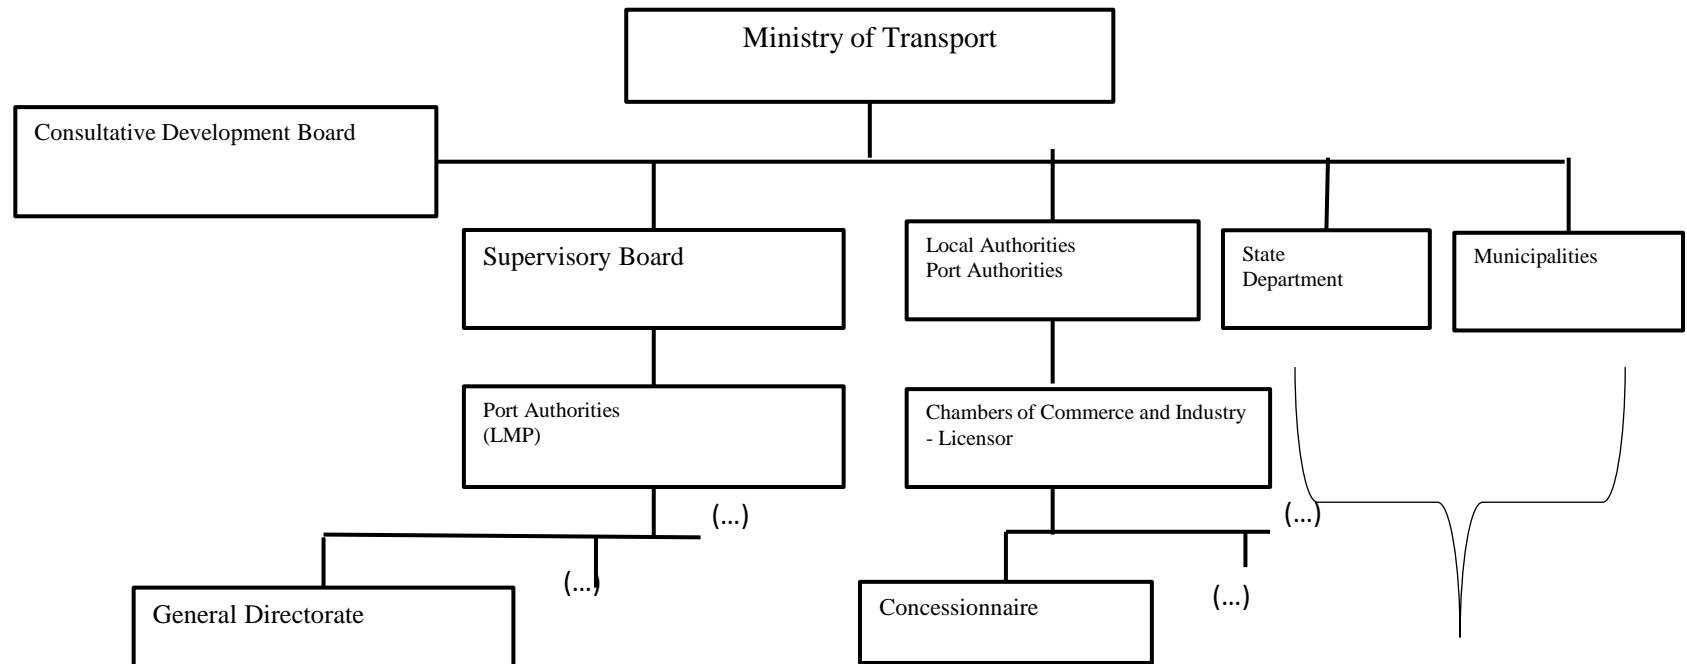 Ministry of Transport
Consultative Development Board
Supervisory Board
Local Authorities
Port Authorities
State
Department
Municipalities
Port Authorities
(LMP)
Chambers of Commerce and Industry
- Licensor
(...)
(...)
(...)
(...)
General Directorate
Concessionnaire